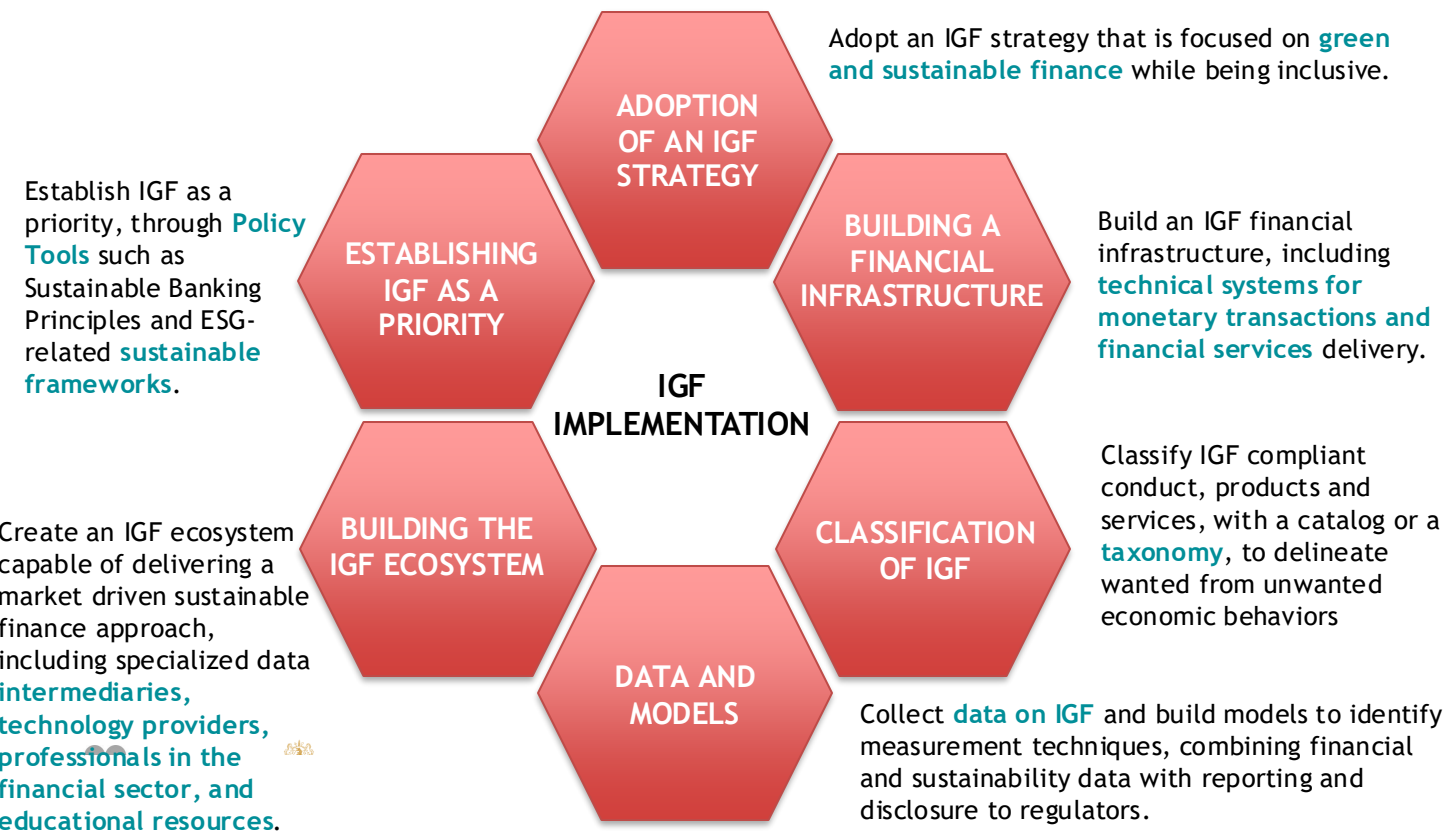 Adopt an IGF strategy that is focused on green
and sustainable finance while being inclusive.
ADOPTION
OF AN IGF
STRATEGY
Establish IGF as a
priority, through Policy
Tools such as
Sustainable Banking
Principles and ESG-
related sustainable
frameworks.
ESTABLISHING
IGF AS A
PRIORITY
BUILDING A
FINANCIAL
INFRASTRUCTURE
Build an IGF financial
infrastructure, including
technical systems for
monetary transactions and
financial services delivery.
IGF
IMPLEMENTATION
Create an IGF ecosystem
capable of delivering a
market driven sustainable
finance approach,
including specialized data
intermediaries,
technology providers,
professionals in the
financial sector, and
educational resources.
BUILDING THE
IGF ECOSYSTEM
CLASSIFICATION
OF IGF
Classify IGF compliant
conduct, products and
services, with a catalog or a
taxonomy, to delineate
wanted from unwanted
economic behaviors
DATA AND
MODELS
Collect data on IGF and build models to identify
measurement techniques, combining financial
and sustainability data with reporting and
disclosure to regulators.